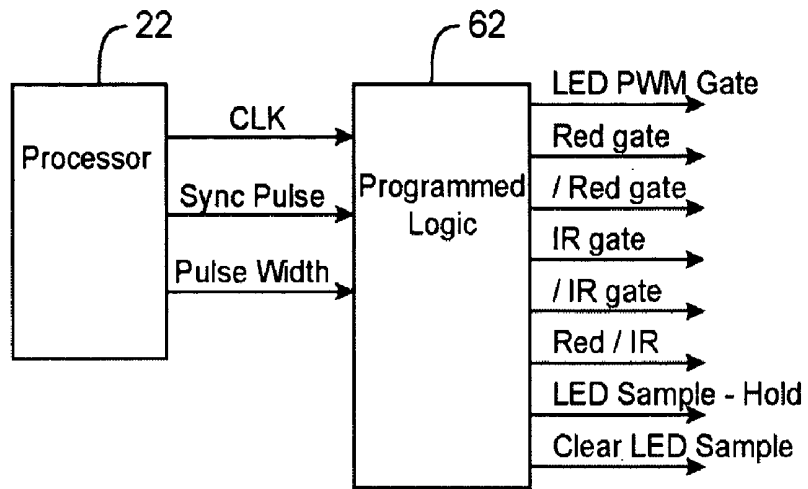 22
62
Processor
CLK
Sync Pulse
Pulse Width
Programmed
Logic
LED PWM Gate
Red gate
/ Red gate
IR gate
/ IR gate
Red / IR
LED Sample - Hold
Clear LED Sample